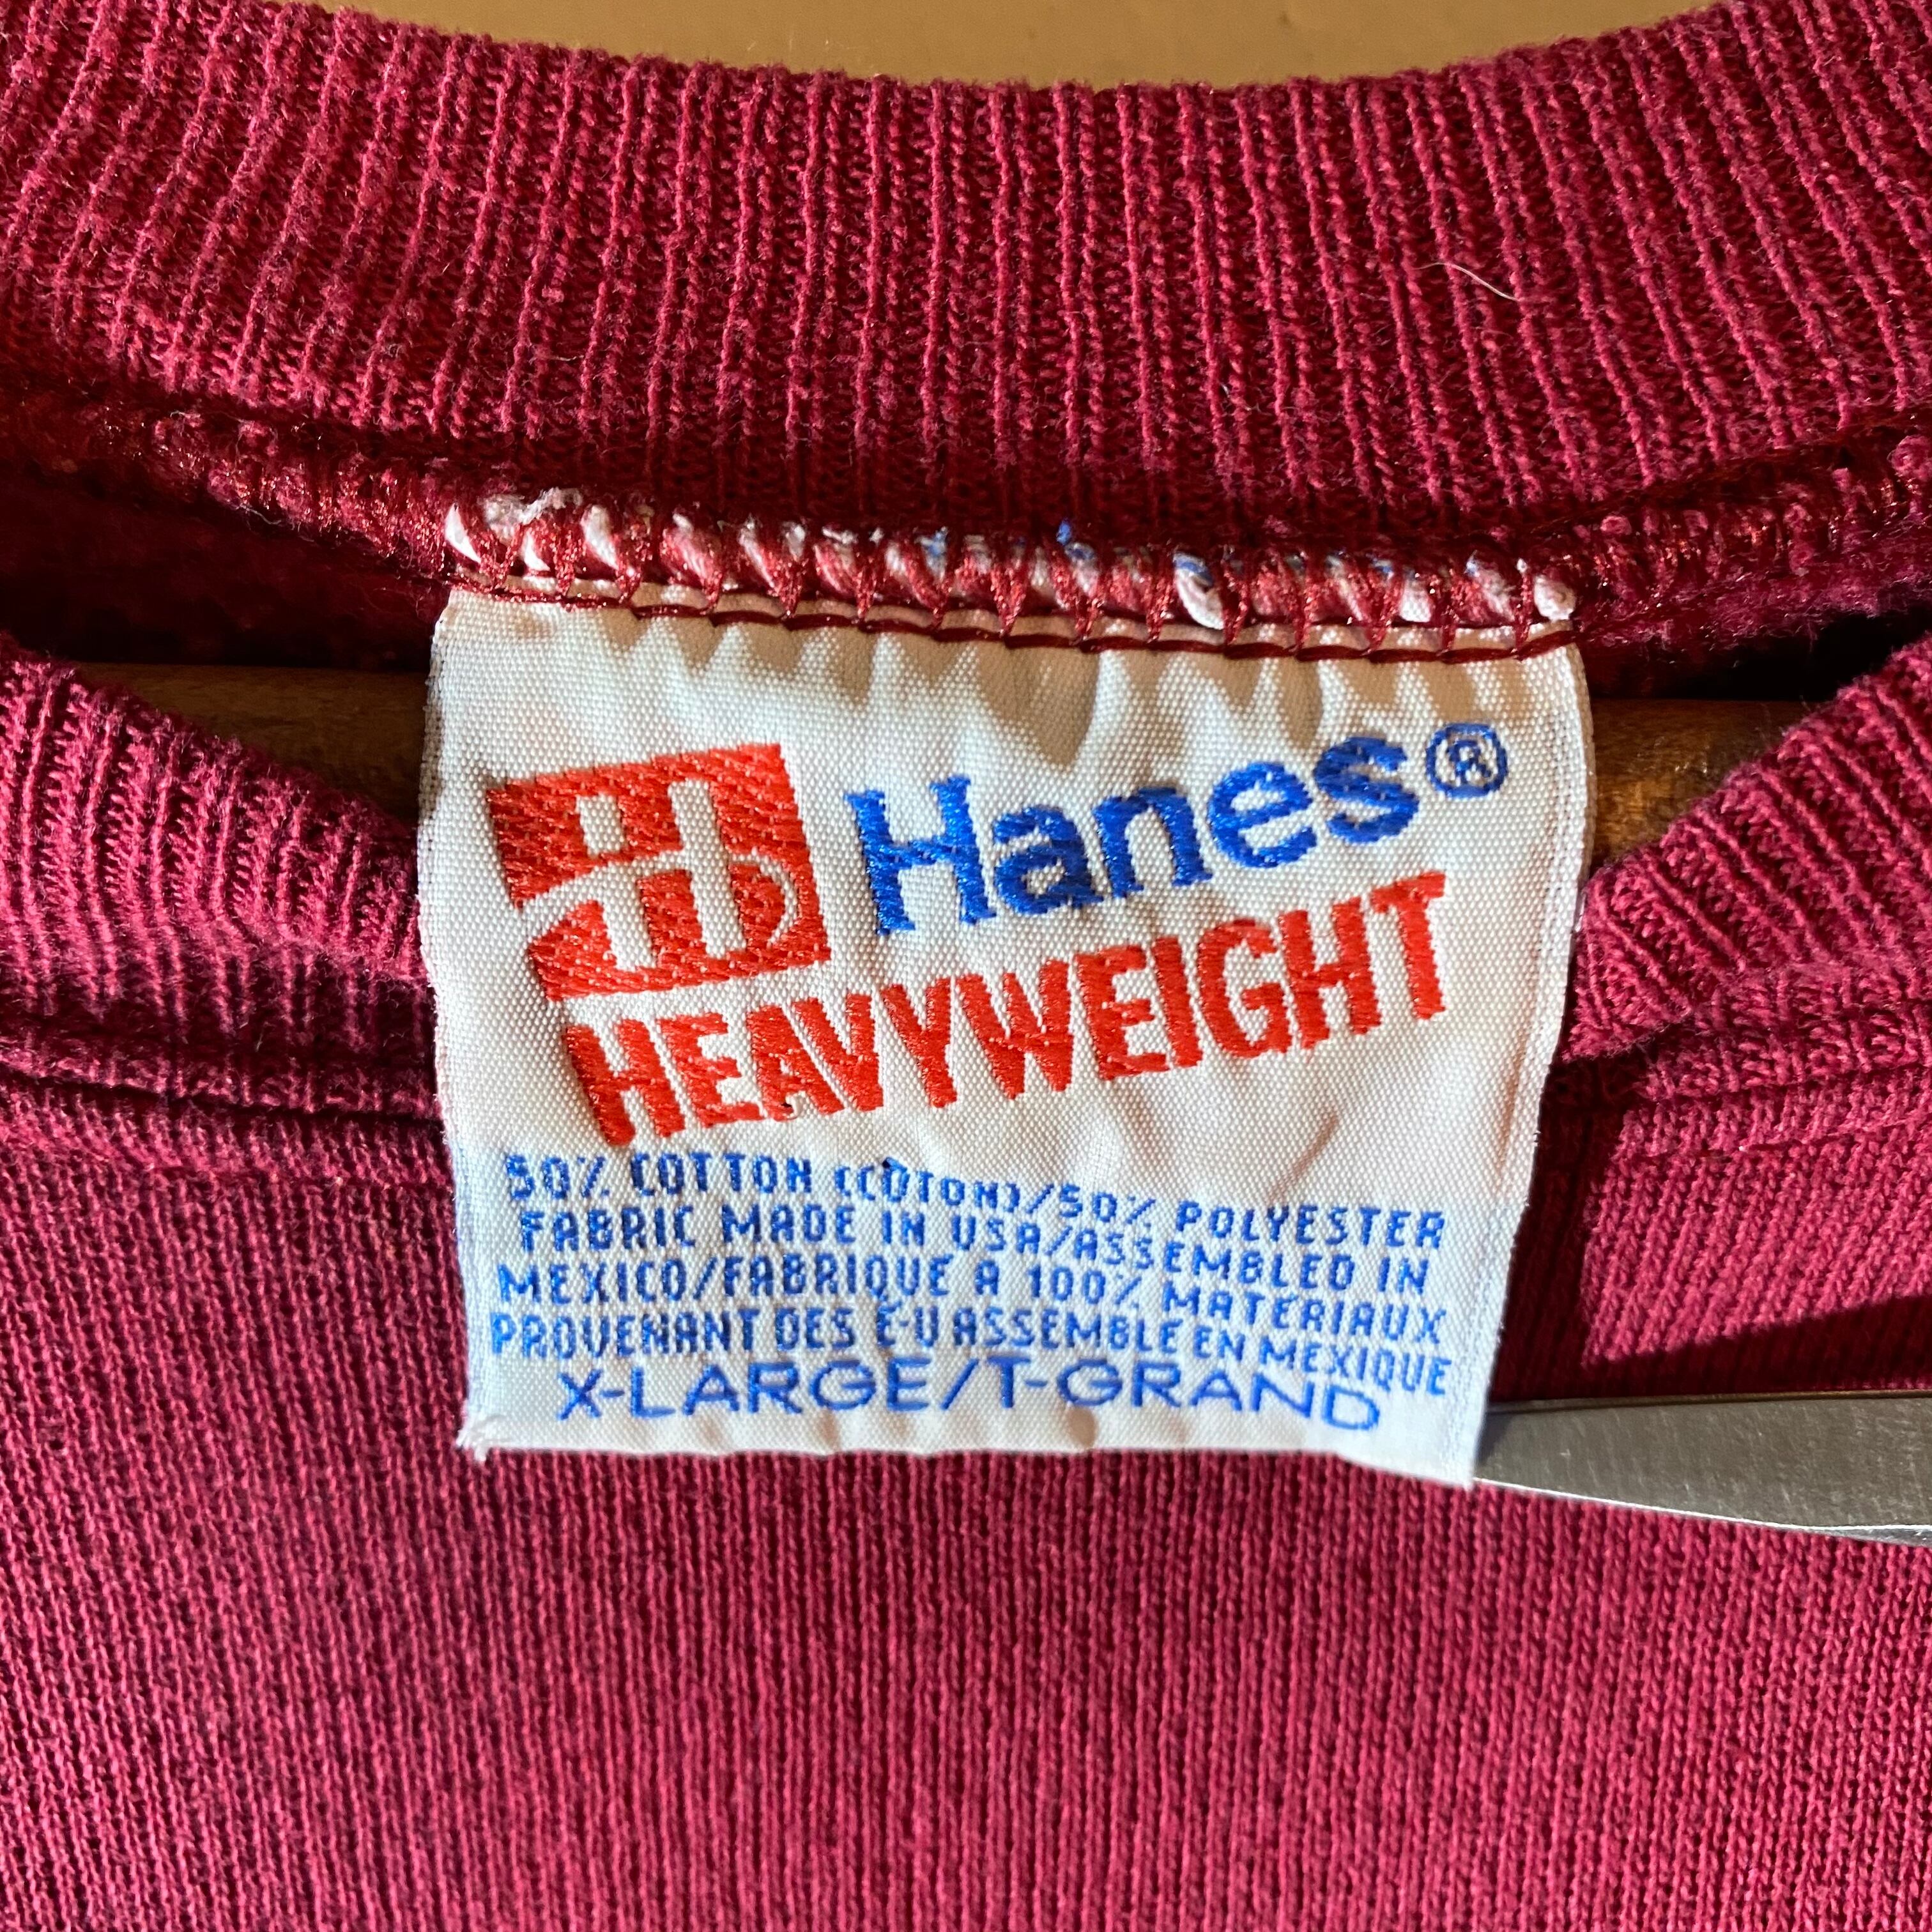 H Hanes®
HEAVYWEIGHT
50% COTTON (COTON)/50% POLYESTER
FABRIC MADE IN USA/ASSEMBLED IN
MEXICO/FABRIQUÉ A 100% MATERIAUX
PROVENANT DES É-U ASSEMBLE EN MEXIQUE
X-LARGE/T-GRAND